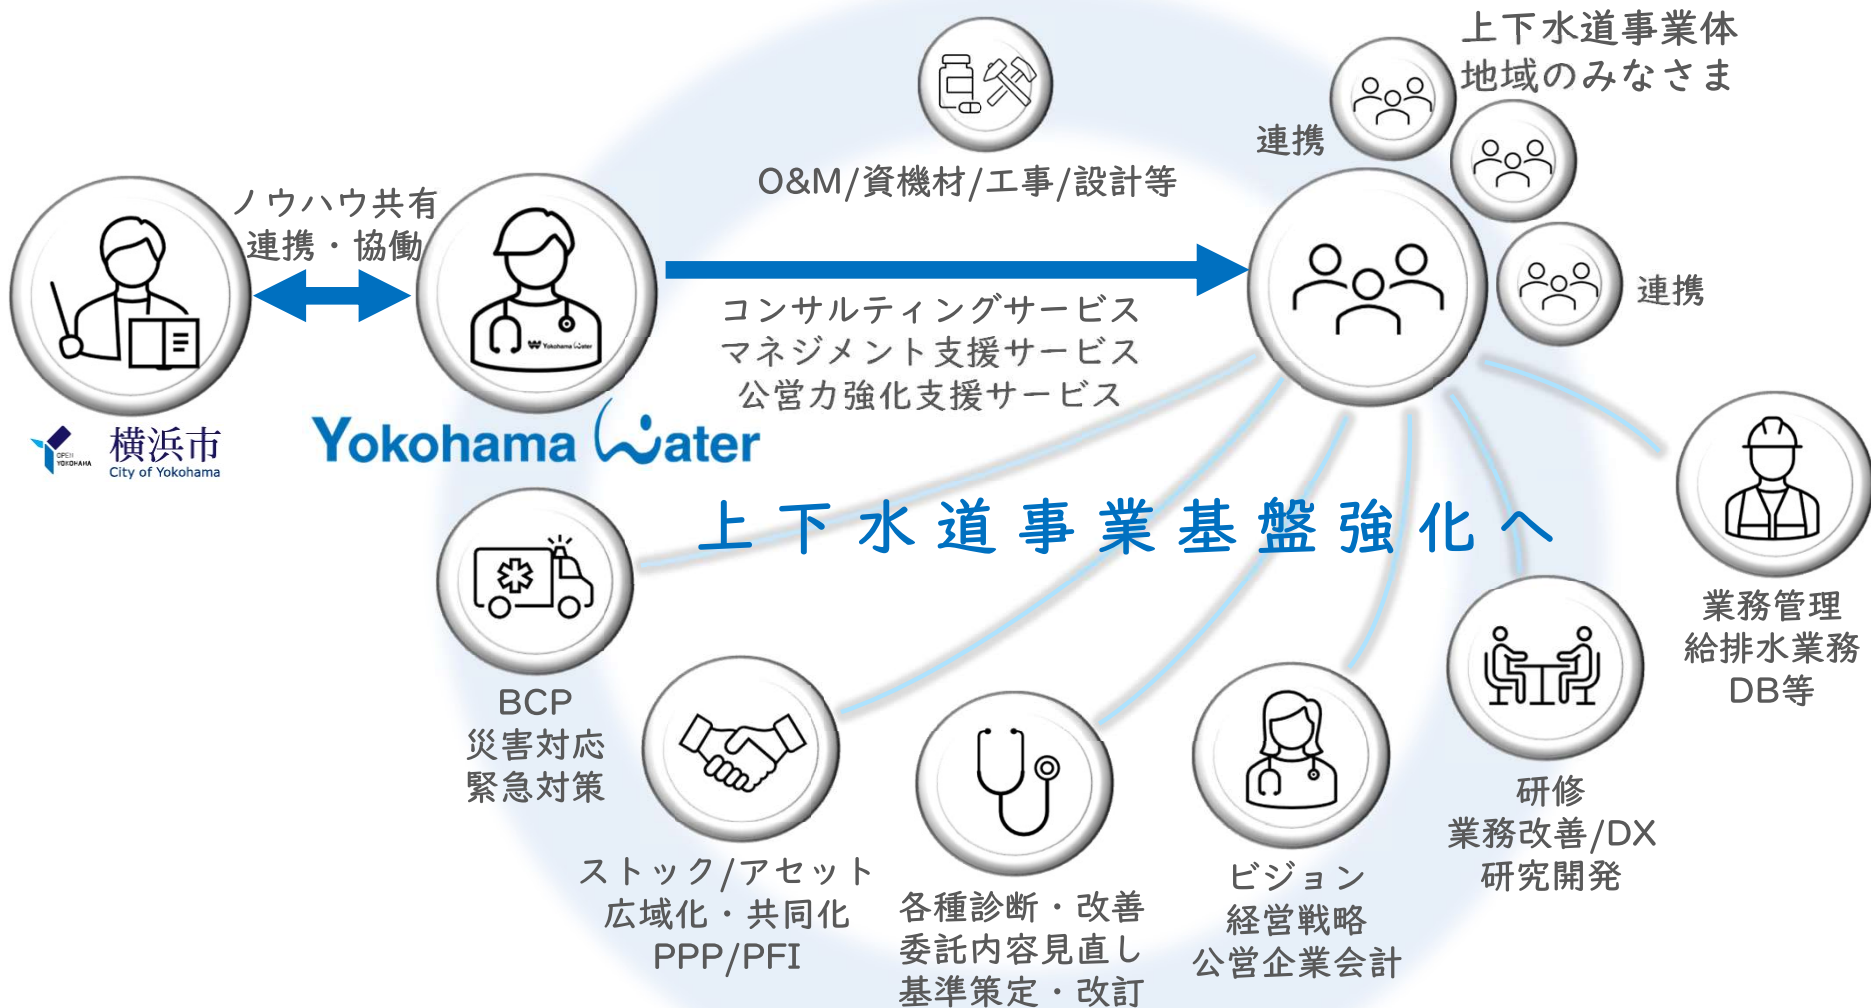 上下水道事業体
地域のみなさま
連携
O&M/資機材/工事/設計等
ノウハウ共有
連携・協働
連携
コンサルティングサービス
マネジメント支援サービス
公営力強化支援サービス
Yokohama Water
OPEN
YOKOHAMA
横浜市
City of Yokohama
Yokohama Water
上下水道事業基盤強化へ
BCP
災害対応
緊急対策
ストック/アセット
広域化・共同化
PPP/PFI
各種診断・改善
委託内容見直し
基準策定・改訂
ビジョン
経営戦略
公営企業会計
研修
業務改善/DX
研究開発
業務管理
給排水業務
DB等